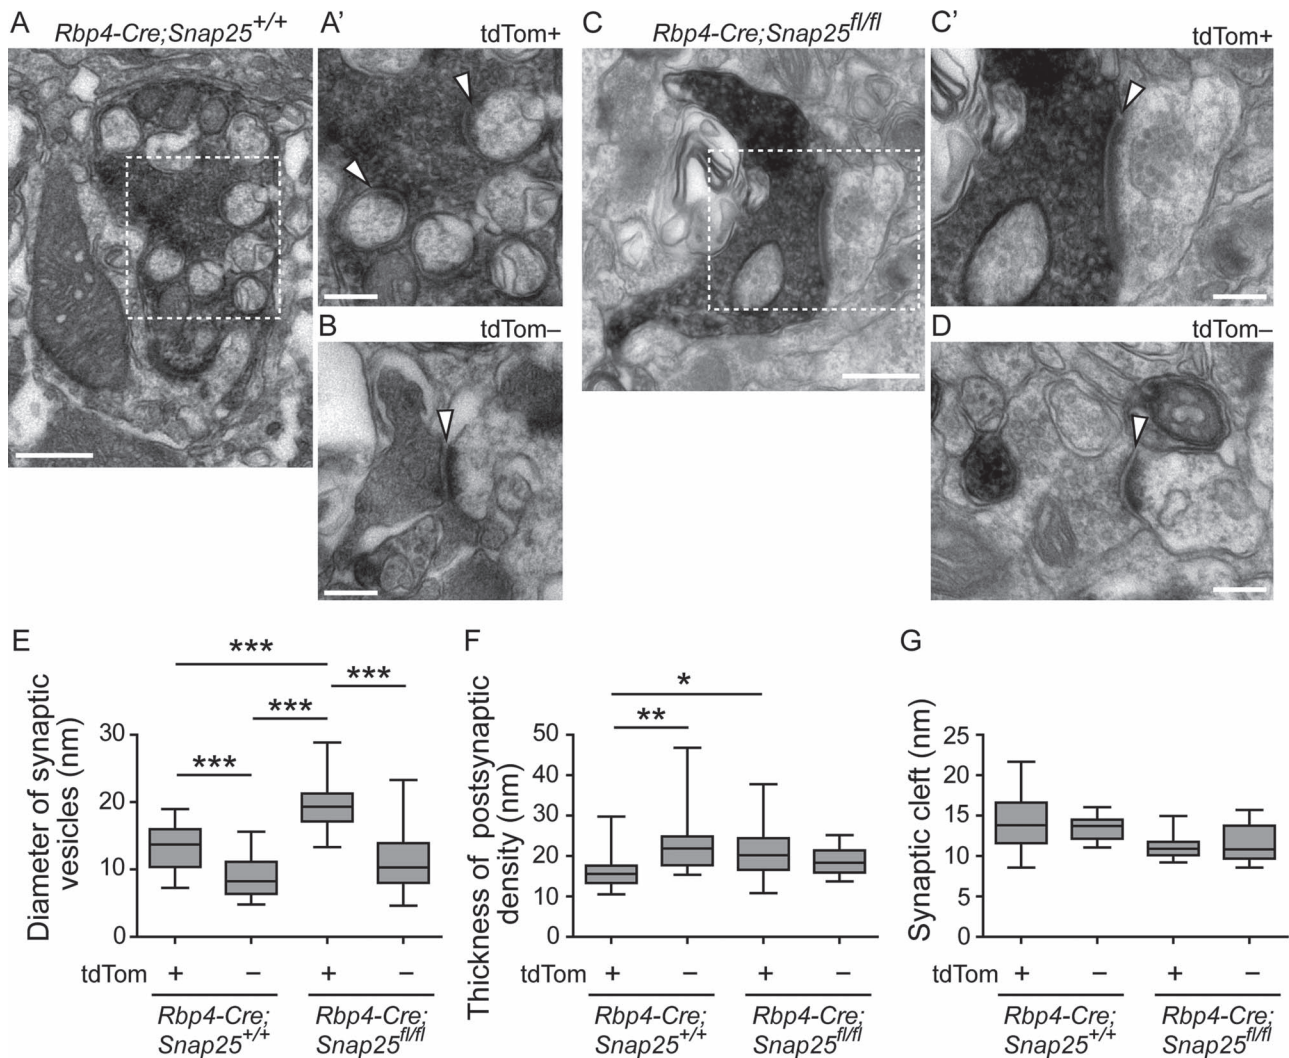 A
Rbp4-Cre;Snap25+/+
A'
tdTom+
C
Rbp4-Cre;Snap25fl/fl
C'
tdTom+
B
tdTom–
D
tdTom–
E
Diameter of synaptic
vesicles (nm)
30
20
10
0
***
***
***
***
tdTom
+
–
+
–
Rbp4-Cre;
Snap25+/+
Rbp4-Cre;
Snap25fl/fl
F
Thickness of postsynaptic
density (nm)
50
40
30
20
10
0
*
**
+
–
+
–
Rbp4-Cre;
Snap25+/+
Rbp4-Cre;
Snap25fl/fl
G
Synaptic cleft (nm)
25
20
15
10
5
0
tdTom
+
–
+
–
Rbp4-Cre;
Snap25+/+
Rbp4-Cre;
Snap25fl/fl